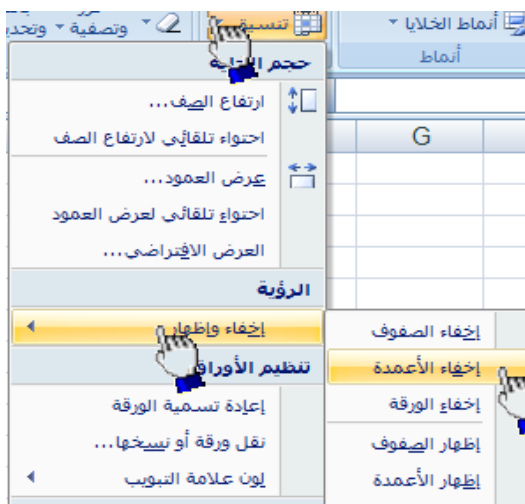 أنماط الخلايا
تنسيق
وتصفية
أنماط
حجم
ارتفاع الصف...
احتواء تلقائي لارتفاع الصف
G
عرض العمود...
احتواء تلقائي لعرض العمود
العرض الافتراضي...
الرؤية
إخفاء وإظهار
إخفاء الصفوف
تنظيم الأوراق
إخفاء الأعمدة
إعادة تسمية الورقة
إخفاء الورقة
نقل ورقة أو نسخها...
إظهار الصفوف
لون علامة التبويب
إظهار الأعمدة